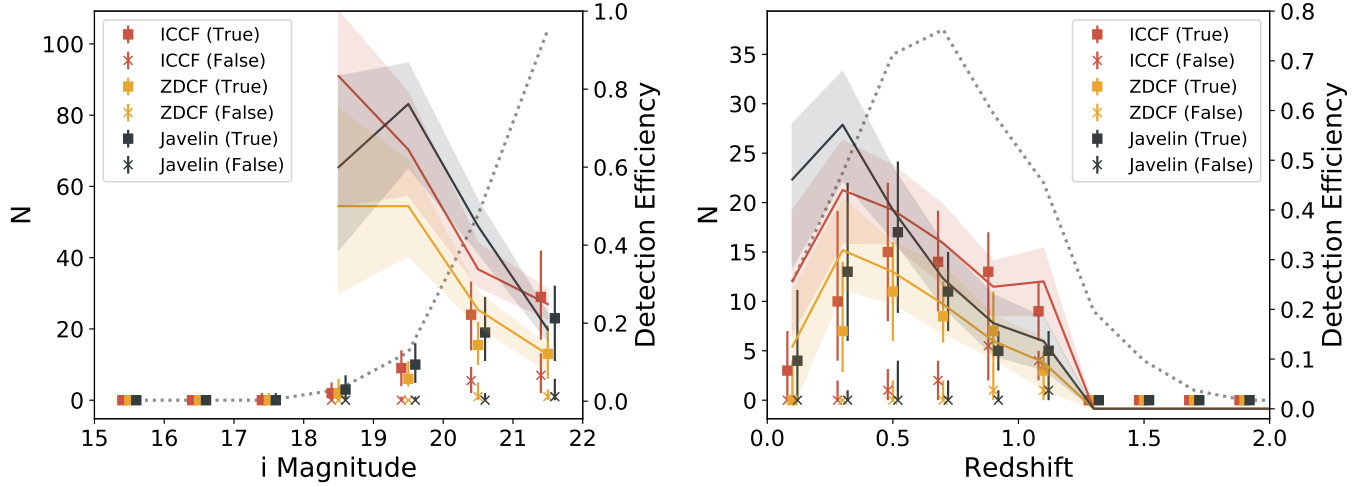 N
100
80
60
40
20
0
ICCF (True)
ICCF (False)
ZDCF (True)
ZDCF (False)
Javelin (True)
Javelin (False)
1.0
0.8
0.6
0.4
0.2
0.0
Detection Efficiency
15 16 17 18 19 20 21 22
i Magnitude
N
35
30
25
20
15
10
5
0
ICCF (True)
ICCF (False)
ZDCF (True)
ZDCF (False)
Javelin (True)
Javelin (False)
0.8
0.7
0.6
0.5
0.4
0.3
0.2
0.1
0.0
Detection Efficiency
0.0 0.5 1.0 1.5 2.0
Redshift